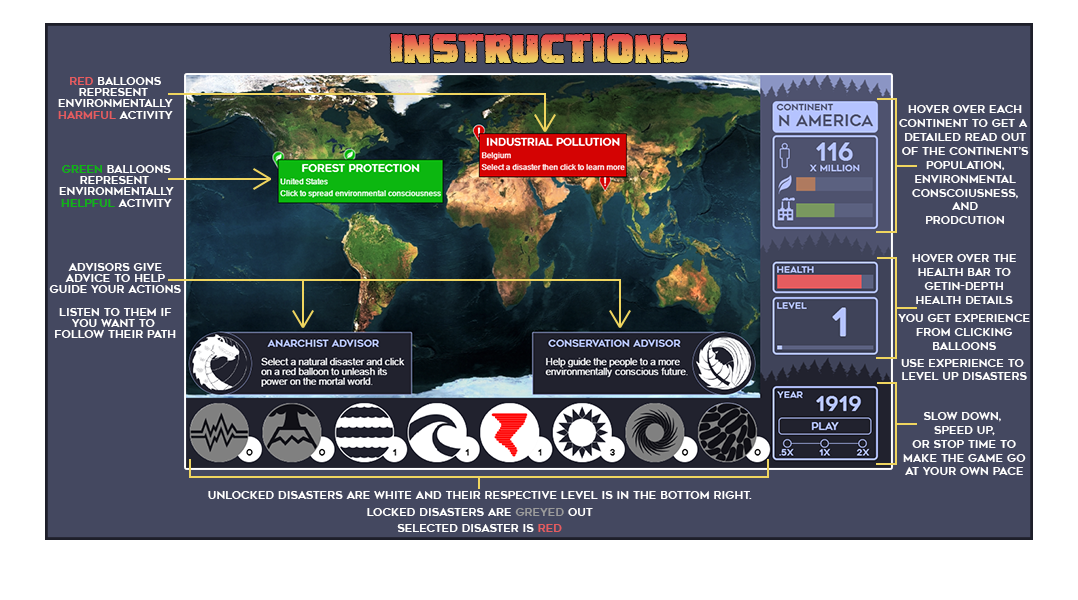 INSTRUCTIONS
RED BALLOONS
REPRESENT
ENVIRONMENTALLY
HARMFUL ACTIVITY
GREEN BALLOONS
REPRESENT
ENVIRONMENTALLY
HELPFUL ACTIVITY
ADVISORS GIVE
ADVICE TO HELP
GUIDE YOUR ACTIONS
LISTEN TO THEM IF
YOU WANT TO
FOLLOW THEIR PATH
INDUSTRIAL POLLUTION
Belgium
Select a disaster then click to learn more
FOREST PROTECTION
United States
Click to spread environmental consciousness
ANARCHIST ADVISOR
Select a natural disaster and click
on a red balloon to unleash its
power on the mortal world.
CONSERVATION ADVISOR
Help guide the people to a more
environmentally conscious future.
0
0
1
1
1
3
0
0
CONTINENT
N AMERICA
116
X MILLION
HEALTH
LEVEL
1
YEAR
1919
PLAY
.5X 1X 2X
HOVER OVER EACH
CONTINENT TO GET A
DETAILED READ OUT
OF THE CONTINENT'S
POPULATION,
ENVIRONMENTAL
CONSCOIUSNESS,
AND
PRODCUTION
HOVER OVER THE
HEALTH BAR TO
GETIN-DEPTH
HEALTH DETAILS
YOU GET EXPERIENCE
FROM CLICKING
BALLOONS
USE EXPERIENCE TO
LEVEL UP DISASTERS
SLOW DOWN,
SPEED UP,
OR STOP TIME TO
MAKE THE GAME GO
AT YOUR OWN PACE
UNLOCKED DISASTERS ARE WHITE AND THEIR RESPECTIVE LEVEL IS IN THE BOTTOM RIGHT.
LOCKED DISASTERS ARE GREYED OUT
SELECTED DISASTER IS RED